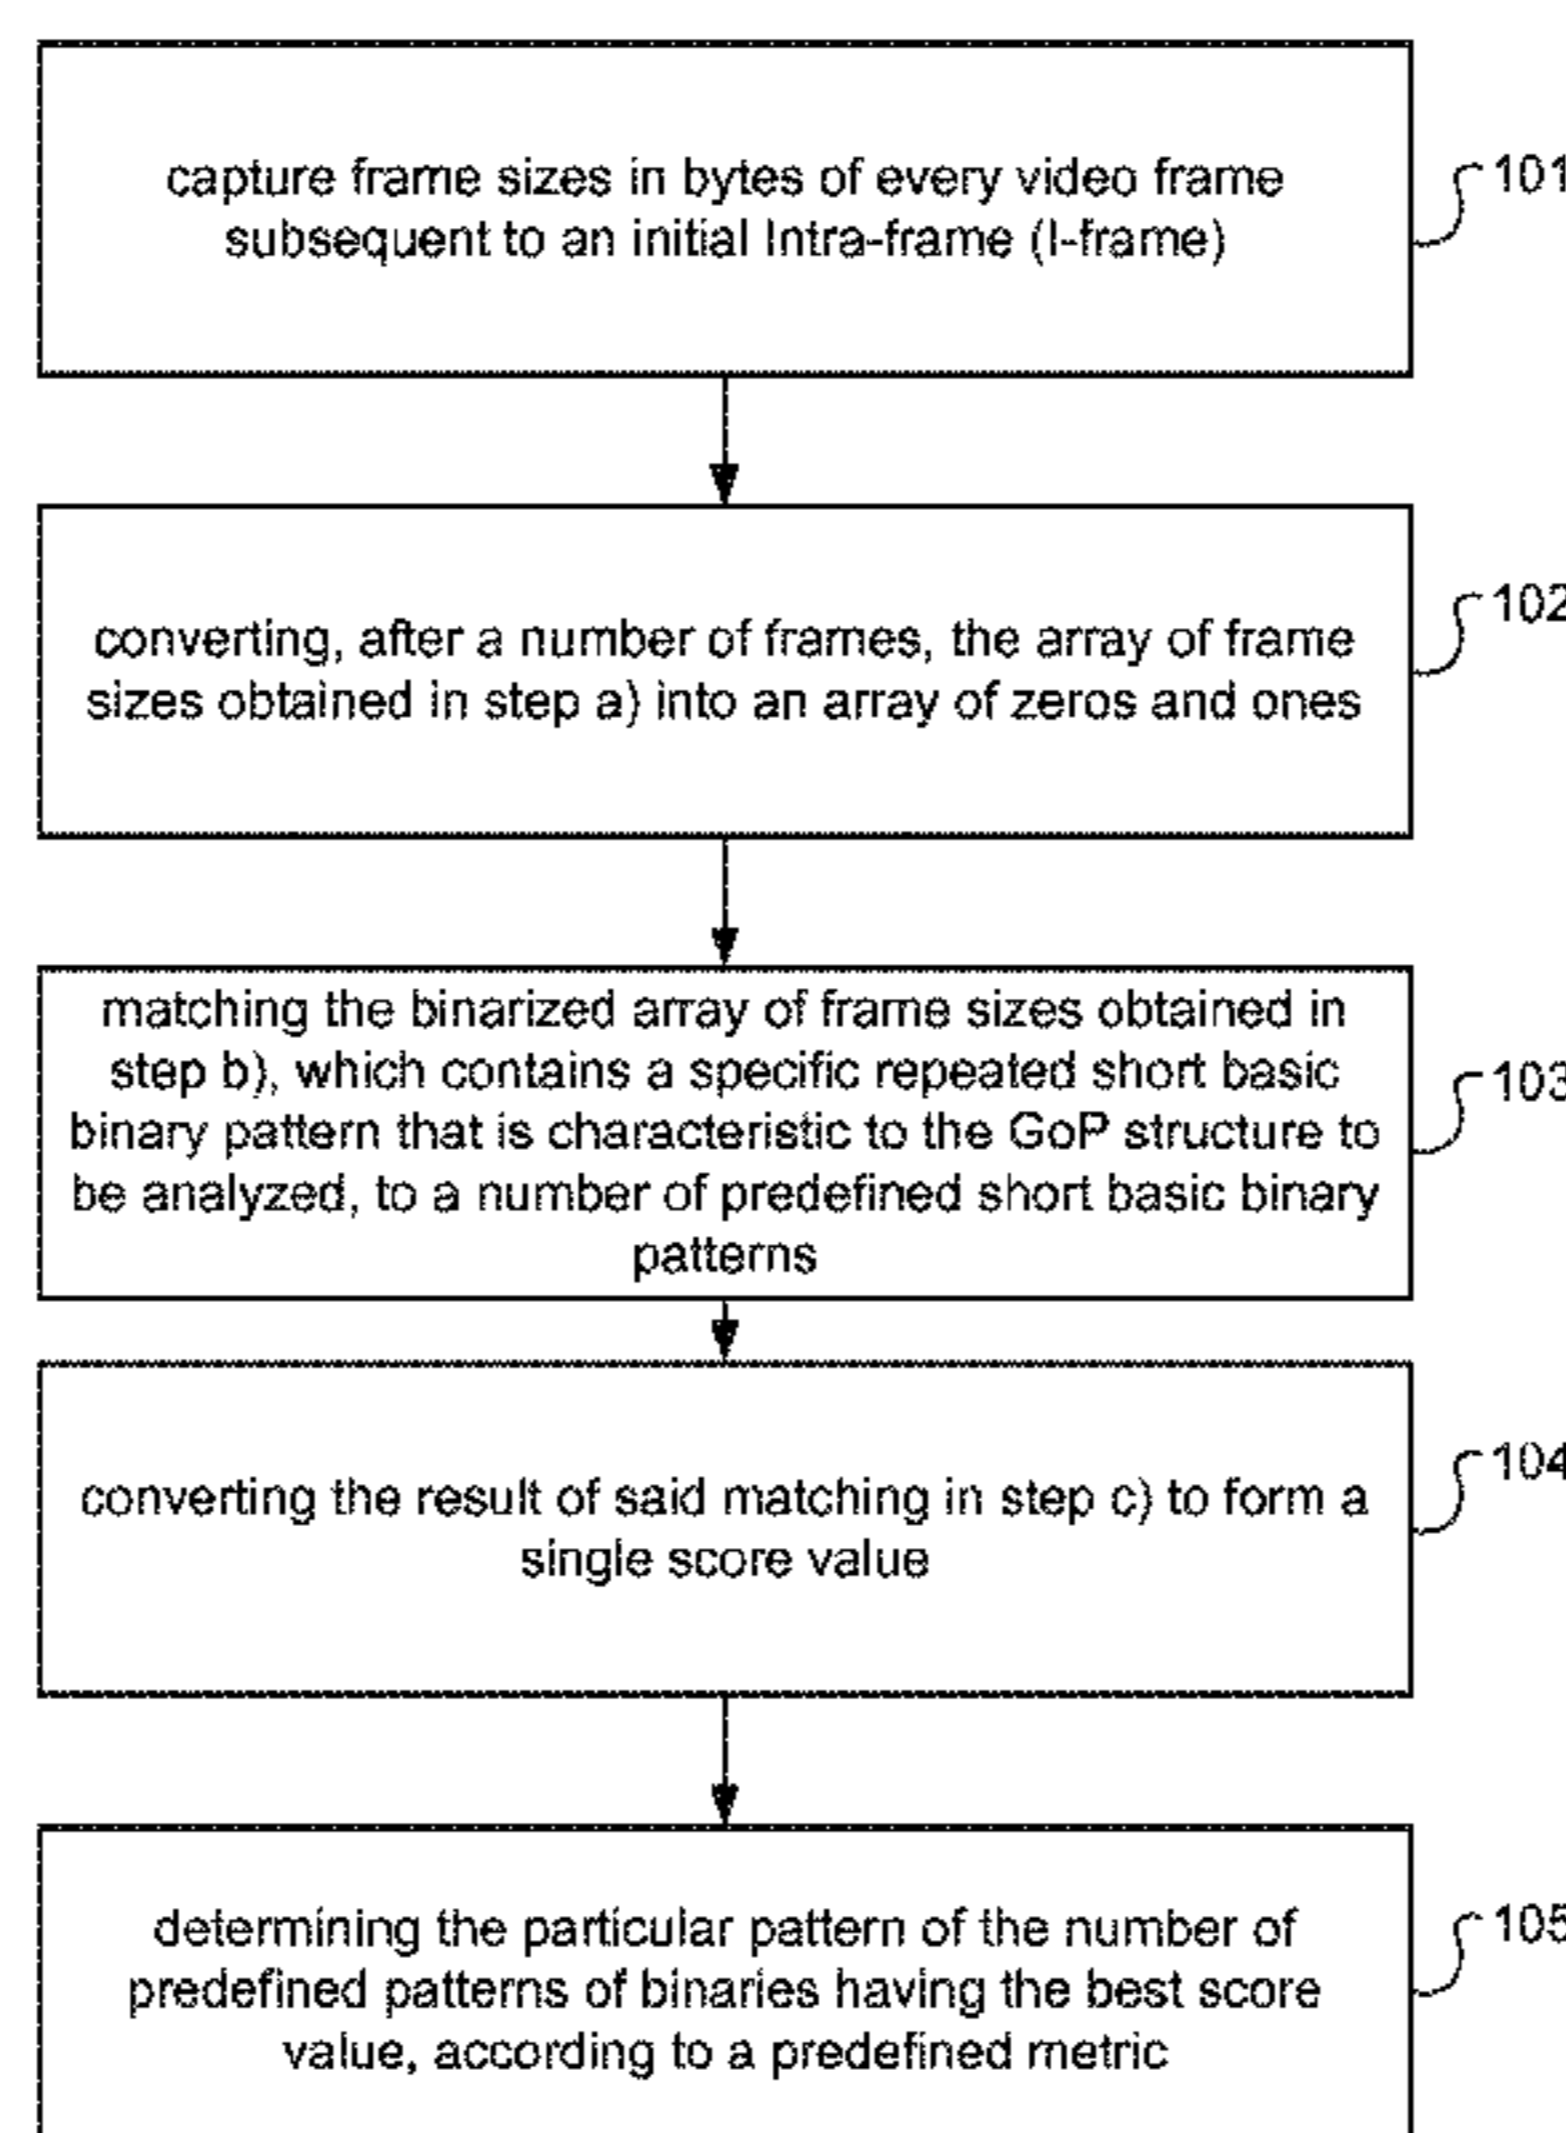 capture frame sizes in bytes of every video frame
subsequent to an initial Intra-frame (I-frame)
101
converting, after a number of frames, the array of frame
sizes obtained in step a) into an array of zeros and ones
102
matching the binarized array of frame sizes obtained in
step b), which contains a specific repeated short basic
binary pattern that is characteristic to the GoP structure to
be analyzed, to a number of predefined short basic binary
patterns
103
converting the result of said matching in step c) to form a
single score value
104
determining the particular pattern of the number of
predefined patterns of binaries having the best score
value, according to a predefined metric
105